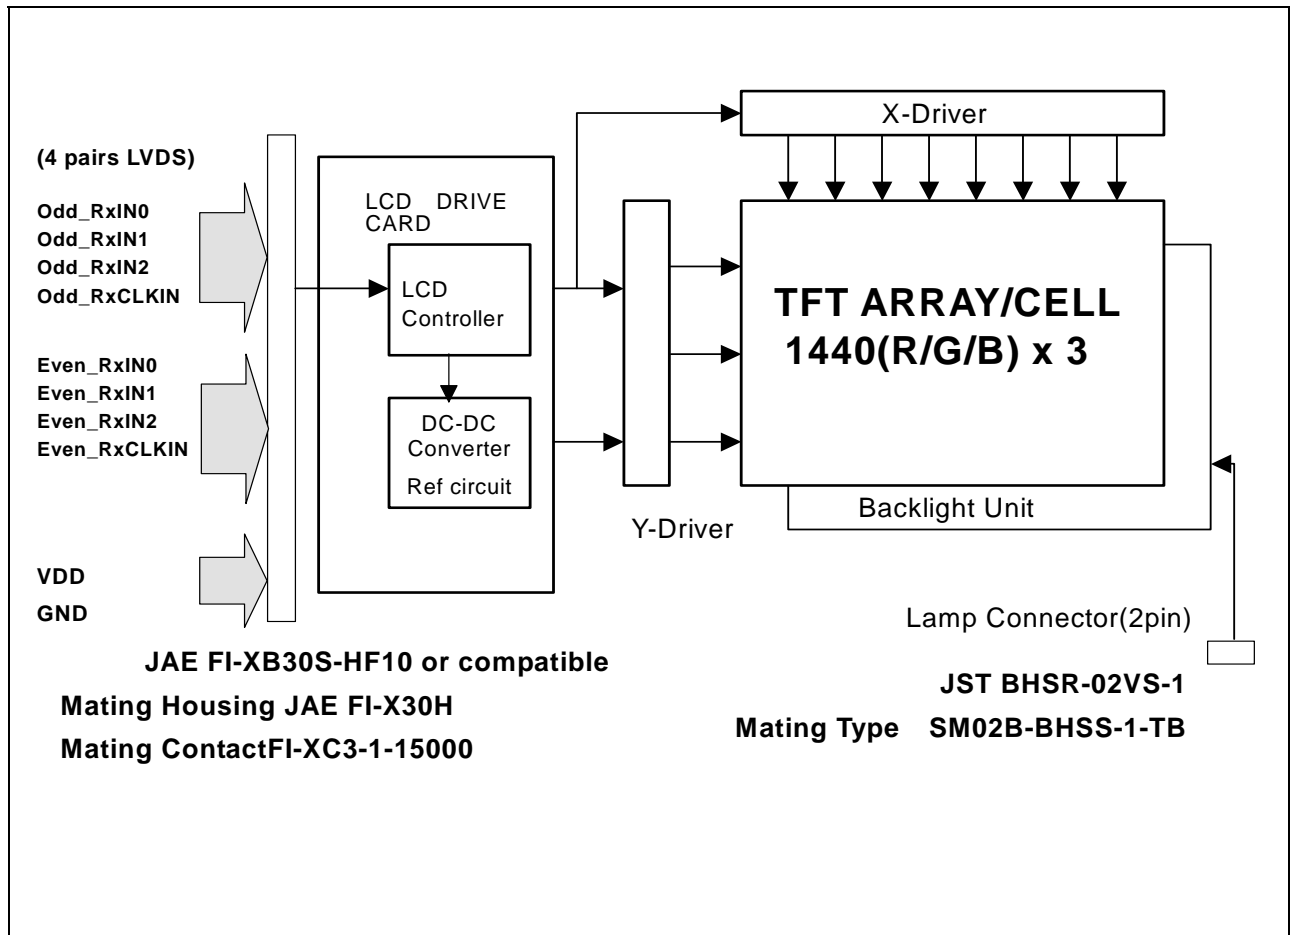 X-Driver
(4 pairs LVDS)
Odd_RxIN0
Odd_RxIN1
Odd_RxIN2
Odd_RxCLKIN
Even_RxIN0
Even_RxIN1
Even_RxIN2
Even_RxCLKIN
VDD
GND
LCD DRIVE
CARD
LCD
Controller
DC-DC
Converter
Ref circuit
Y-Driver
TFT ARRAY/CELL
1440(R/G/B) x 3
Backlight Unit
Lamp Connector(2pin)
JAE FI-XB30S-HF10 or compatible
Mating Housing JAE FI-X30H
Mating ContactFI-XC3-1-15000
JST BHSR-02VS-1
Mating Type SM02B-BHSS-1-TB